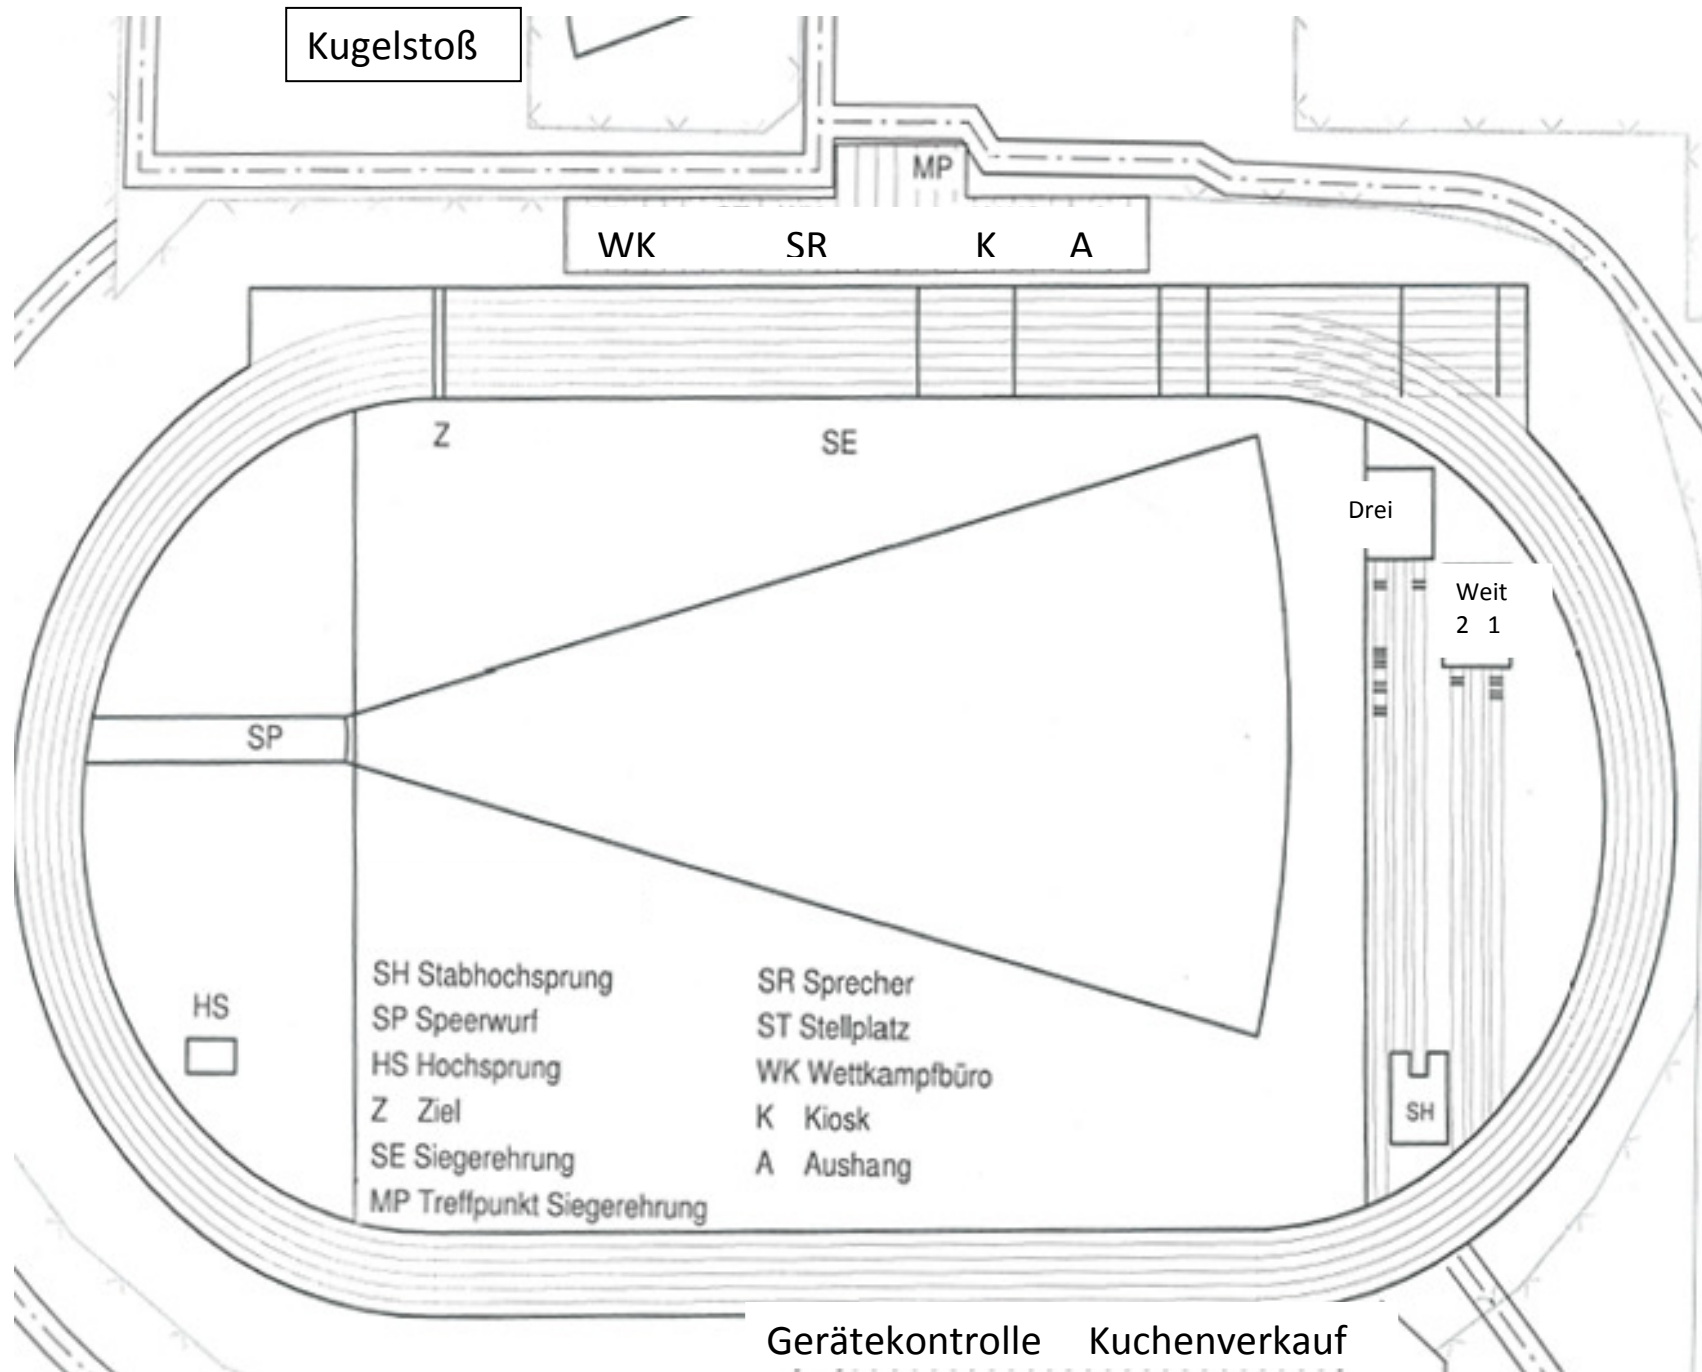 Kugelstoß
MP
WK SR K A
Z
SE
Drei
Weit
2 1
SP
HS
SH Stabhochsprung
SP Speerwurf
HS Hochsprung
Z Ziel
SE Siegerehrung
MP Treffpunkt Siegerehrung
SR Sprecher
ST Stellplatz
WK Wettkampfbüro
K Kiosk
A Aushang
SH
Gerätekontrolle Kuchenverkauf